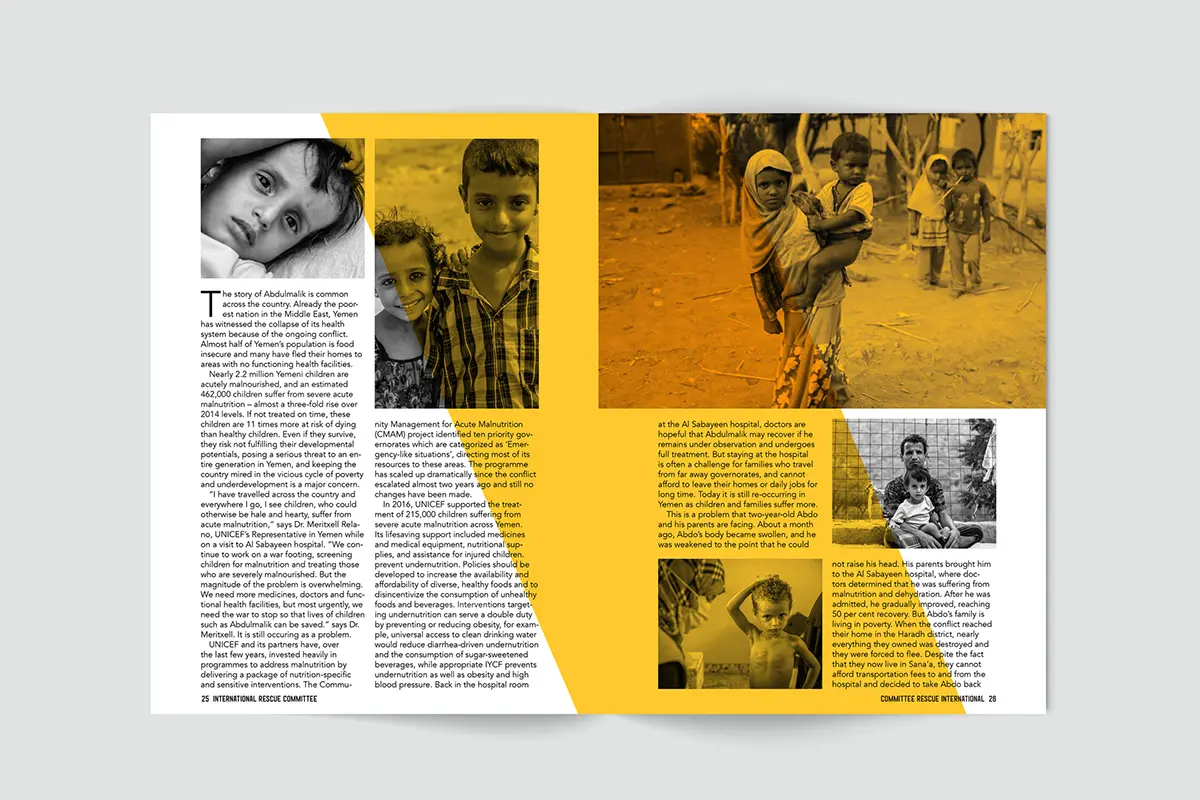 The story of Abdulmalik is common
across the country. Already the poor-
est nation in the Middle East, Yemen
has witnessed the collapse of its health
system because of the ongoing conflict.
Almost half of Yemen's population is food
insecure and many have fled their homes to
areas with no functioning health facilities.
Nearly 2.2 million Yemeni children are
acutely malnourished, and an estimated
462,000 children suffer from severe acute
malnutrition – almost a three-fold rise over
2014 levels. If not treated on time, these
children are 11 times more at risk of dying
than healthy children. Even if they survive,
they risk not fulfilling their developmental
potentials, posing a serious threat to an en-
tire generation in Yemen, and keeping the
country mired in the vicious cycle of poverty
and underdevelopment is a major concern.
"I have travelled across the country and
everywhere I go, I see children, who could
otherwise be hale and hearty, suffer from
acute malnutrition," says Dr. Meritxell Rela-
no, UNICEF's Representative in Yemen while
on a visit to Al Sabayeen hospital. "We con-
tinue to work on a war footing, screening
children for malnutrition and treating those
who are severely malnourished. But the
magnitude of the problem is overwhelming.
We need more medicines, doctors and func-
tional health facilities, but most urgently, we
need the war to stop so that lives of children
such as Abdulmalik can be saved." says Dr.
Meritxell. It is still occuring as a problem.
UNICEF and its partners have, over
the last few years, invested heavily in
programmes to address malnutrition by
delivering a package of nutrition-specific
and sensitive interventions. The Commu-
nity Management for Acute Malnutrition
(CMAM) project identified ten priority gov-
ernorates which are categorized as 'Emer-
gency-like situations', directing most of its
resources to these areas. The programme
has scaled up dramatically since the conflict
escalated almost two years ago and still no
changes have been made.
In 2016, UNICEF supported the treat-
ment of 215,000 children suffering from
severe acute malnutrition across Yemen.
Its lifesaving support included medicines
and medical equipment, nutritional sup-
plies, and assistance for injured children.
prevent undernutrition. Policies should be
developed to increase the availability and
affordability of diverse, healthy foods and to
disincentivize the consumption of unhealthy
foods and beverages. Interventions target-
ing undernutrition can serve a double duty
by preventing or reducing obesity, for exam-
ple, universal access to clean drinking water
would reduce diarrhea-driven undernutrition
and the consumption of sugar-sweetened
beverages, while appropriate IYCF prevents
undernutrition as well as obesity and high
blood pressure. Back in the hospital room
25 INTERNATIONAL RESCUE COMMITTEE
at the Al Sabayeen hospital, doctors are
hopeful that Abdulmalik may recover if he
remains under observation and undergoes
full treatment. But staying at the hospital
is often a challenge for families who travel
from far away governorates, and cannot
afford to leave their homes or daily jobs for
long time. Today it is still re-occurring in
Yemen as children and families suffer more.
This is a problem that two-year-old Abdo
and his parents are facing. About a month
ago, Abdo's body became swollen, and he
was weakened to the point that he could
not raise his head. His parents brought him
to the Al Sabayeen hospital, where doc-
tors determined that he was suffering from
malnutrition and dehydration. After he was
admitted, he gradually improved, reaching
50 per cent recovery. But Abdo's family is
living in poverty. When the conflict reached
their home in the Haradh district, nearly
everything they owned was destroyed and
they were forced to flee. Despite the fact
that they now live in Sana'a, they cannot
afford transportation fees to and from the
hospital and decided to take Abdo back
COMMITTEE RESCUE INTERNATIONAL 26